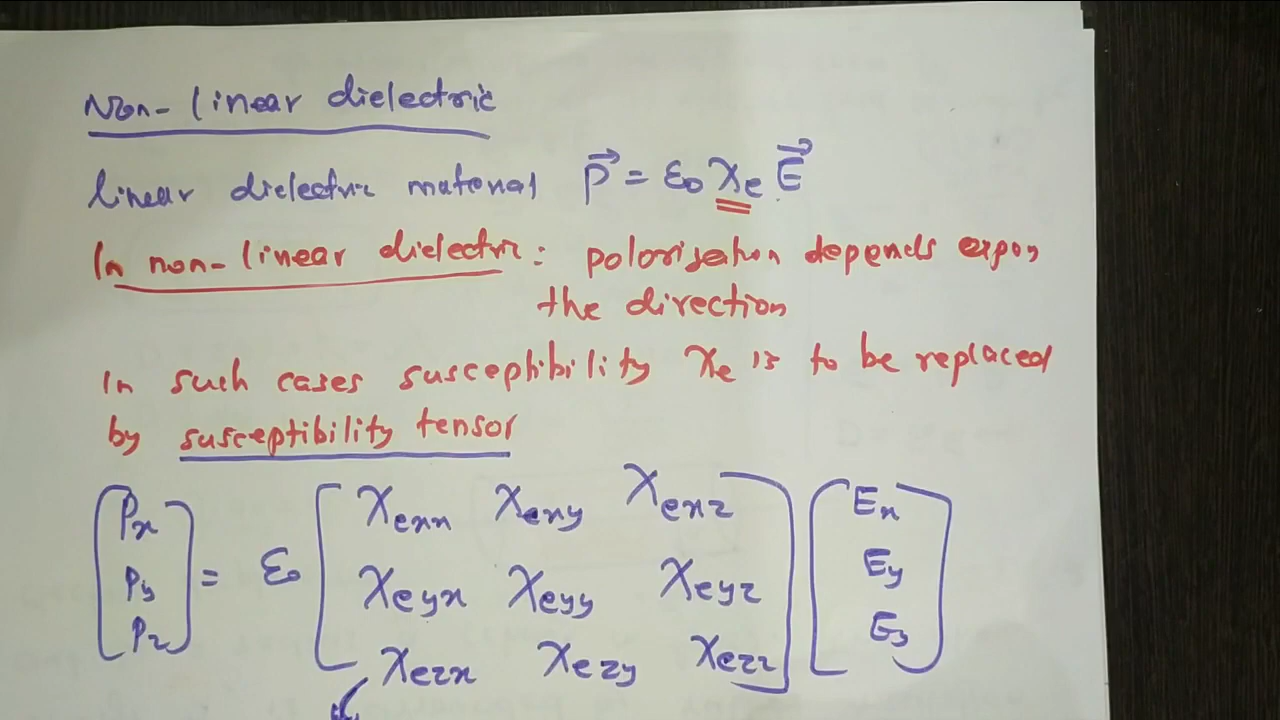 Non-linear dielectric
linear dielectric material P⃗ = ε₀ χe E⃗
In non-linear dielectric: polarisation depends upon
the direction
In such cases susceptibility χe is to be replaced
by susceptibility tensor
[Px] = ε₀ [χexx χexy χexz] [Ex]
[Py] [χeyx χeyy χeyz] [Ey]
[Pz] [χezx χezy χezz] [Ez]